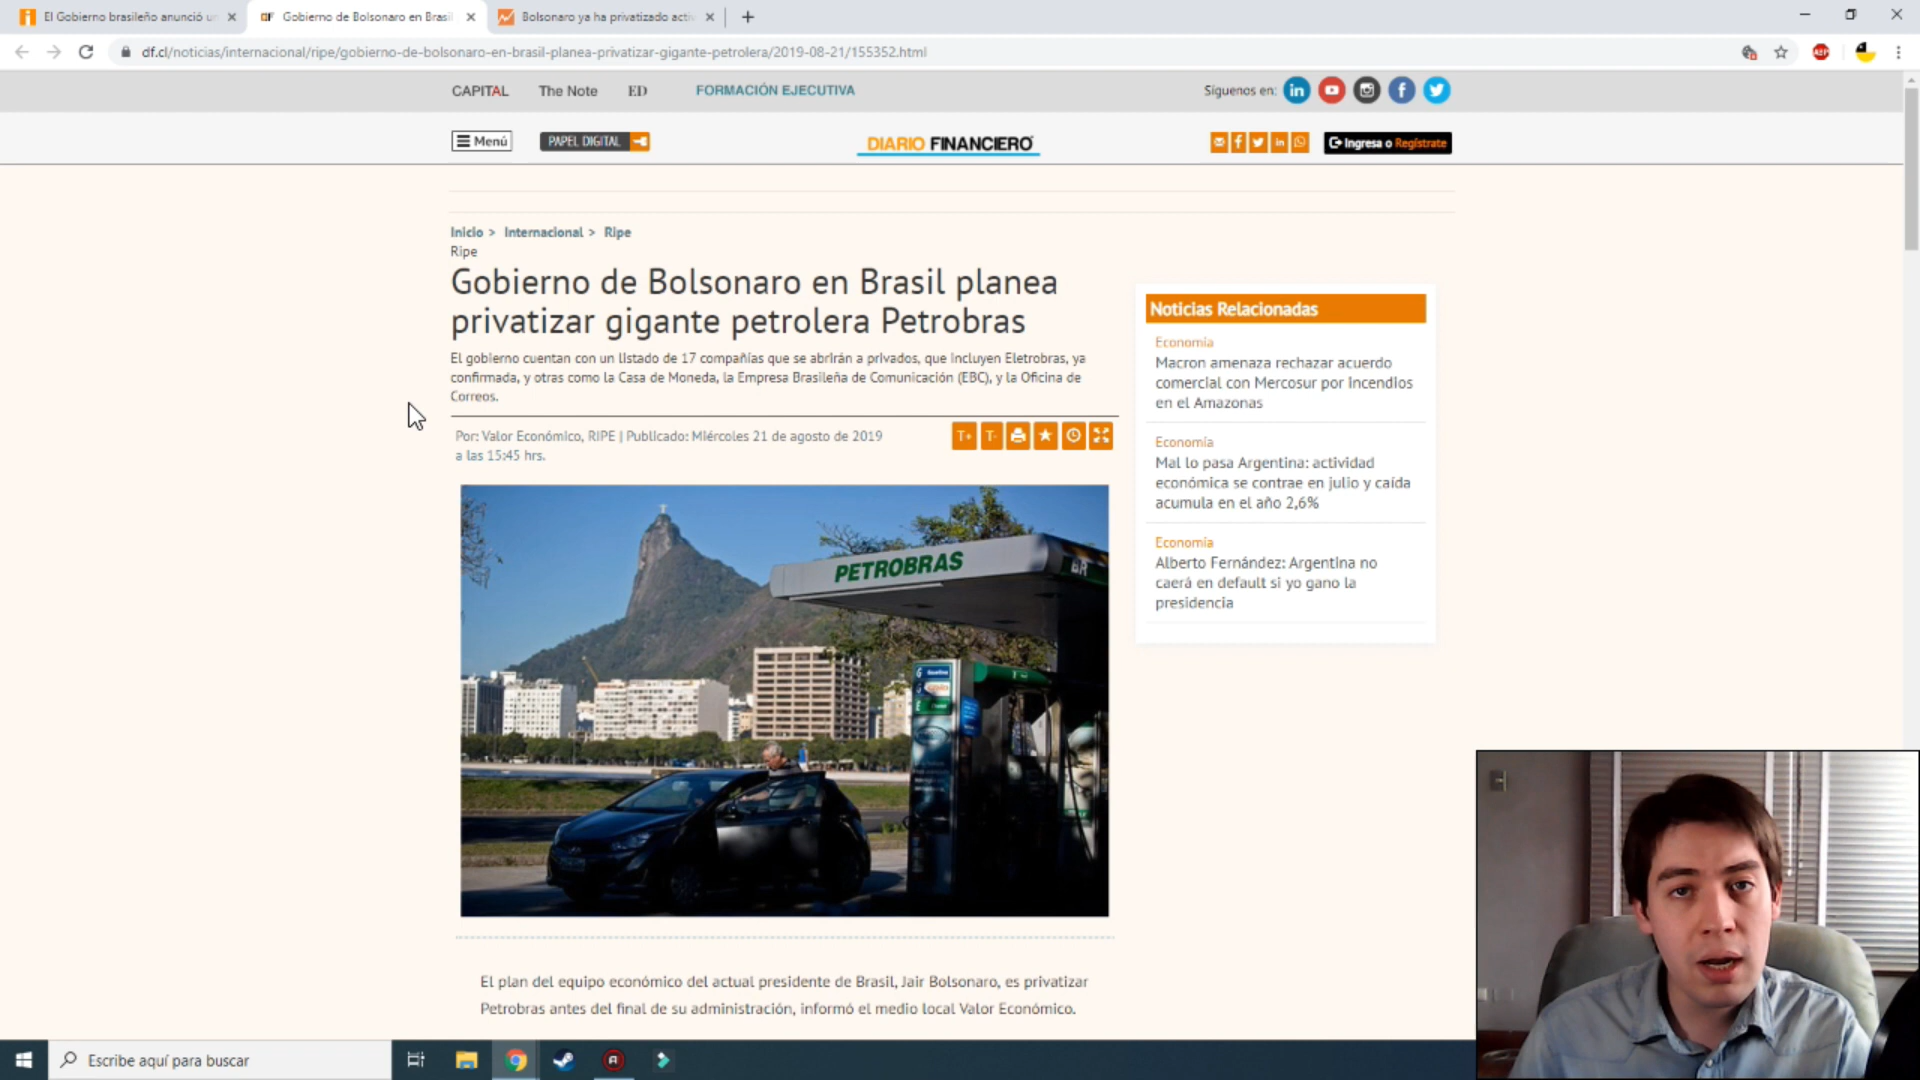 El Gobierno brasileño anunció un
Gobierno de Bolsonaro en Brasil
Bolsonaro ya ha privatizado activ
df.cl/noticias/internacional/ripe/gobierno-de-bolsonaro-en-brasil-planea-privatizar-gigante-petrolera/2019-08-21/155352.html
CAPITAL The Note ED FORMACIÓN EJECUTIVA Síguenos en:
Menú PAPEL DIGITAL DIARIO FINANCIERO Ingresa o Regístrate
Inicio > Internacional > Ripe
Ripe
Gobierno de Bolsonaro en Brasil planea
privatizar gigante petrolera Petrobras
El gobierno cuentan con un listado de 17 compañías que se abrirán a privados, que incluyen Eletrobras, ya
confirmada, y otras como la Casa de Moneda, la Empresa Brasileña de Comunicación (EBC), y la Oficina de
Correos.
Por: Valor Económico, RIPE | Publicado: Miércoles 21 de agosto de 2019
a las 15:45 hrs.
T+ T-
PETROBRAS
BR
Noticias Relacionadas
Economía
Macron amenaza rechazar acuerdo
comercial con Mercosur por incendios
en el Amazonas
Economía
Mal lo pasa Argentina: actividad
económica se contrae en julio y caída
acumula en el año 2,6%
Economía
Alberto Fernández: Argentina no
caerá en default si yo gano la
presidencia
El plan del equipo económico del actual presidente de Brasil, Jair Bolsonaro, es privatizar
Petrobras antes del final de su administración, informó el medio local Valor Económico.
Escribe aquí para buscar